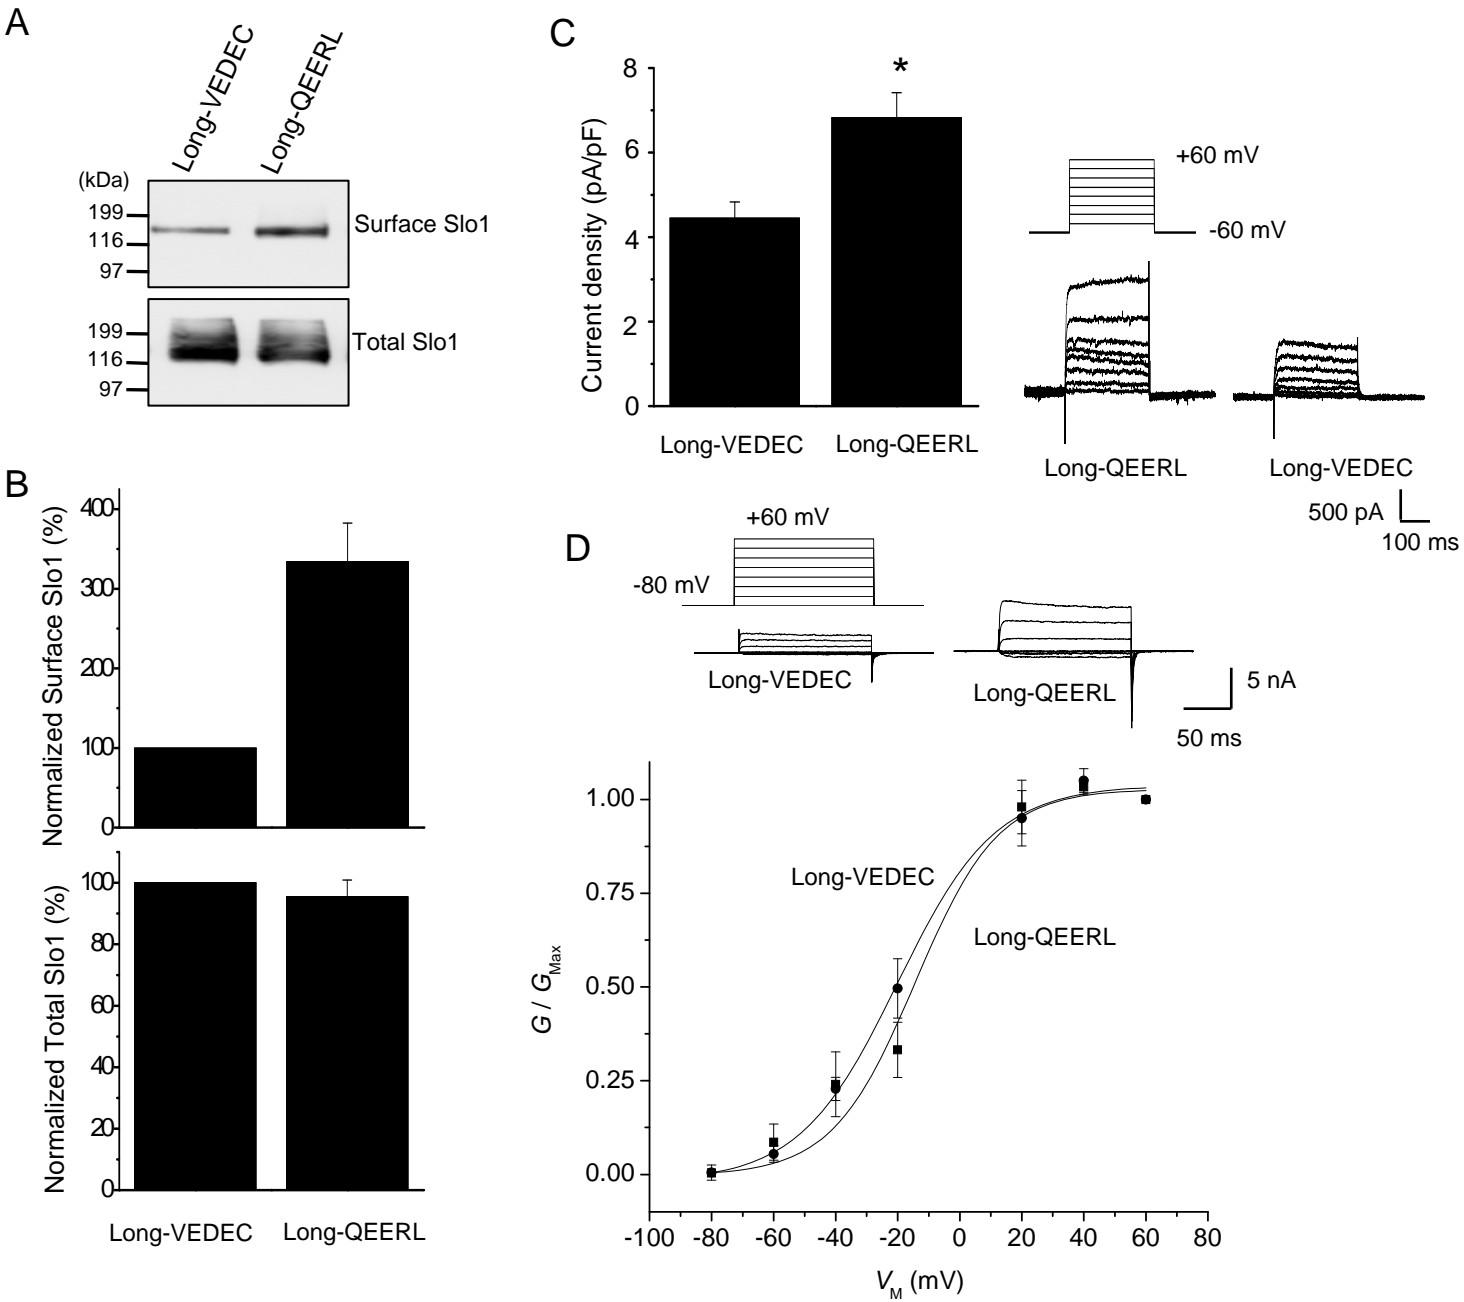 A
Long-VEDEC
Long-QEERL
(kDa)
199
116
97
Surface Slo1
199
116
97
Total Slo1
B
Normalized Surface Slo1 (%)
400
300
200
100
0
Normalized Total Slo1 (%)
100
80
60
40
20
0
Long-VEDEC
Long-QEERL
C
Current density (pA/pF)
8
6
4
2
0
*
Long-VEDEC
Long-QEERL
+60 mV
-60 mV
Long-QEERL
Long-VEDEC
500 pA
100 ms
D
+60 mV
-80 mV
Long-VEDEC
Long-QEERL
5 nA
50 ms
G / GMax
1.00
0.75
0.50
0.25
0.00
Long-VEDEC
Long-QEERL
-100 -80 -60 -40 -20 0 20 40 60 80
VM (mV)